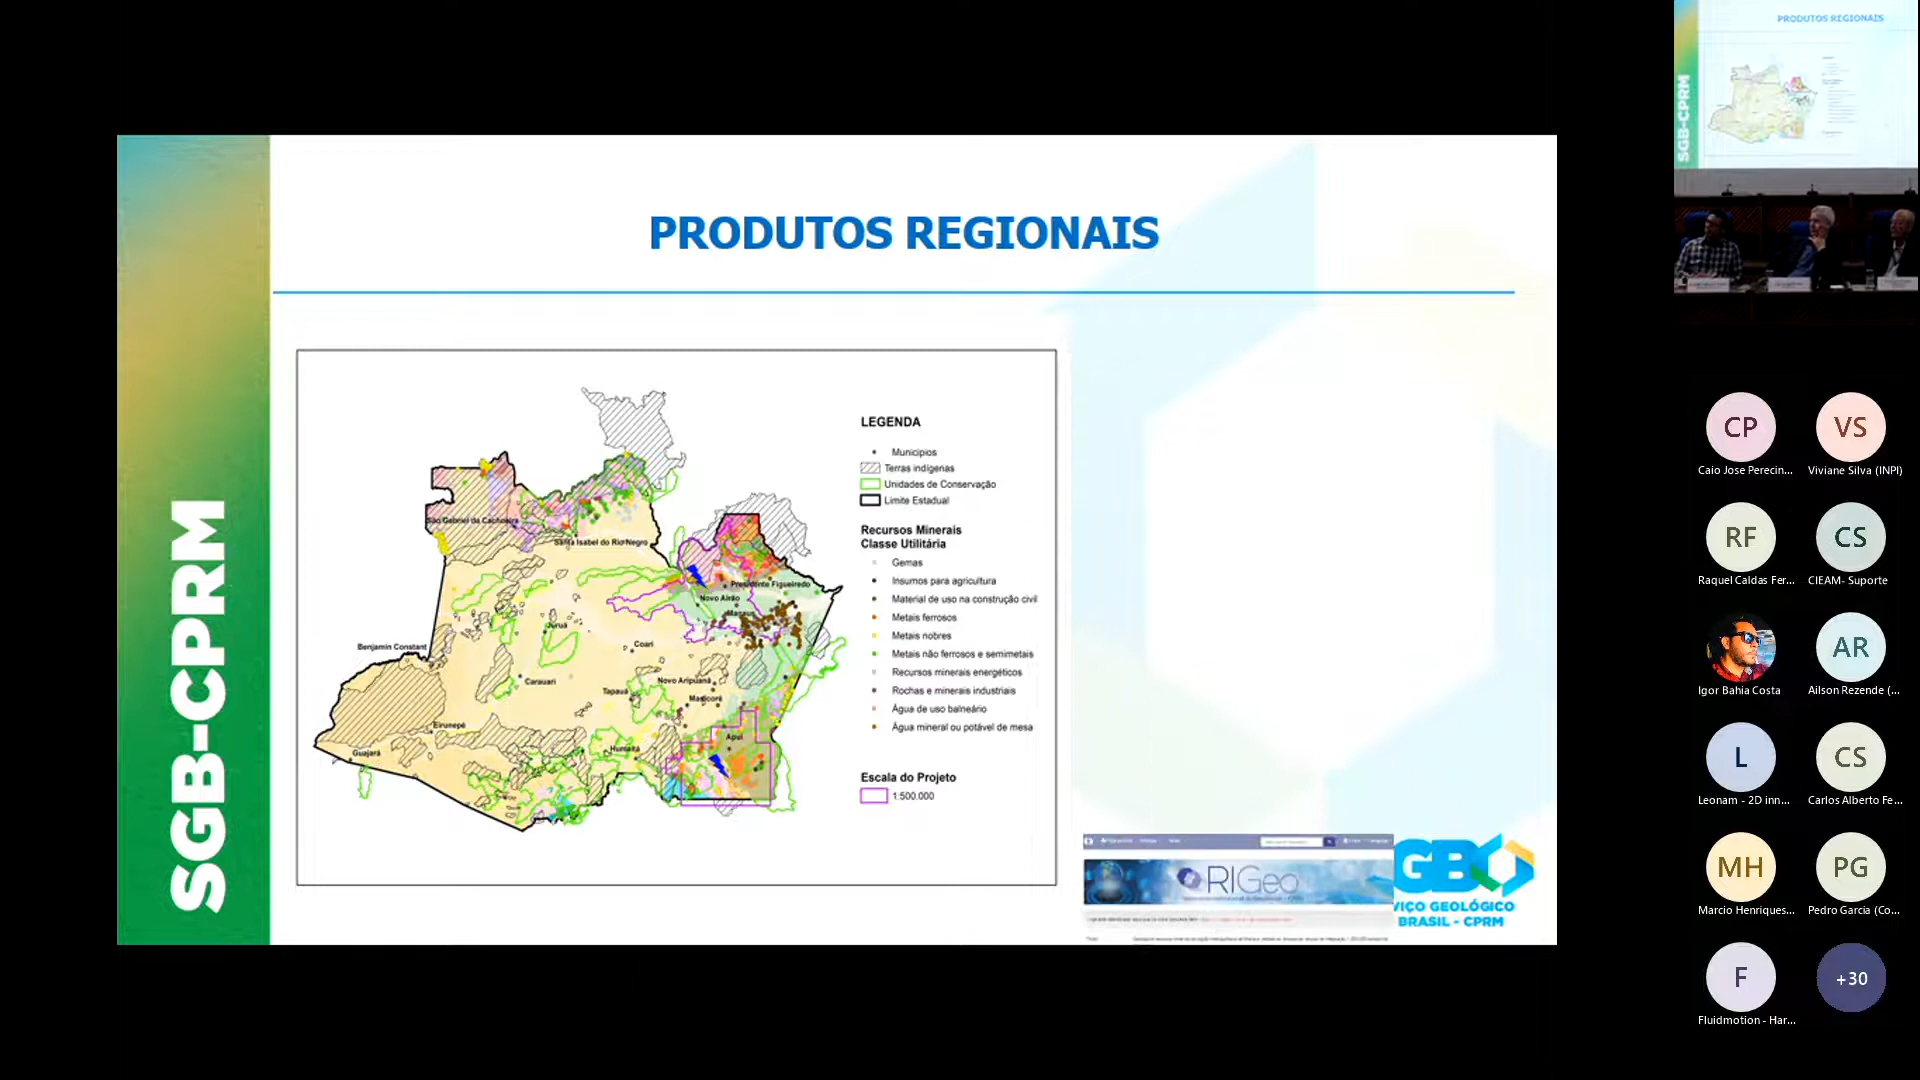 PRODUTOS REGIONAIS
SGB-CPRM
LEGENDA
Municípios
Terras indígenas
Unidades de Conservação
Limite Estadual
Recursos Minerais
Classe Utilitária
Gemas
Insumos para agricultura
Material de uso na construção civil
Metais ferrosos
Metais nobres
Metais não ferrosos e semimetais
Recursos minerais energéticos
Rochas e minerais industriais
Água de uso balneário
Água mineral ou potável de mesa
Escala do Projeto
1:500.000
São Gabriel da Cachoeira
Santa Isabel do Rio Negro
Presidente Figueiredo
Novo Airão
Manaus
Juruá
Coari
Benjamin Constant
Carauari
Novo Aripuanã
Tapauá
Manicoré
Eirunepé
Apuí
Humaitá
Guajará
RIGeo
GB
VIÇO GEOLÓGICO
BRASIL - CPRM
PRODUTOS REGIONAIS
SGB-CPRM
CP
VS
Caio Jose Perecin...
Viviane Silva (INPI)
RF
CS
Raquel Caldas Fer...
CIEAM- Suporte
AR
Igor Bahia Costa
Ailson Rezende (...
L
CS
Leonam - 2D inn...
Carlos Alberto Fe...
MH
PG
Marcio Henriques...
Pedro Garcia (Co...
F
+30
Fluidmotion - Har...